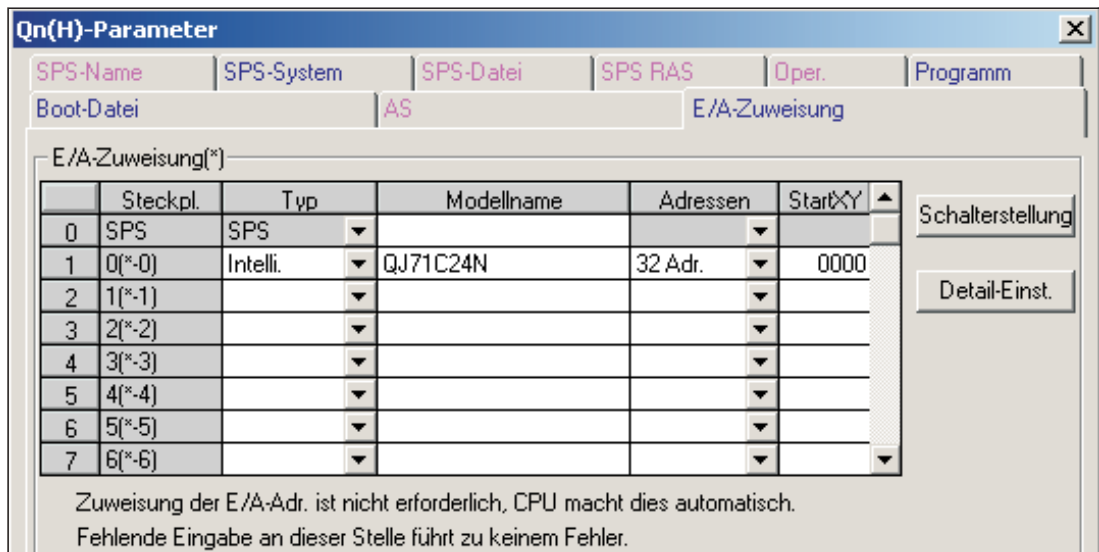 Qn(H)-Parameter
SPS-Name SPS-System SPS-Datei SPS RAS Oper. Programm
Boot-Datei AS E/A-Zuweisung
E/A-Zuweisung(*)
Steckpl. Typ Modellname Adressen StartXY
0 SPS SPS
1 0(*-0) Intelli. QJ71C24N 32 Adr. 0000
2 1(*-1)
3 2(*-2)
4 3(*-3)
5 4(*-4)
6 5(*-5)
7 6(*-6)
Schalterstellung
Detail-Einst.
Zuweisung der E/A-Adr. ist nicht erforderlich, CPU macht dies automatisch.
Fehlende Eingabe an dieser Stelle führt zu keinem Fehler.